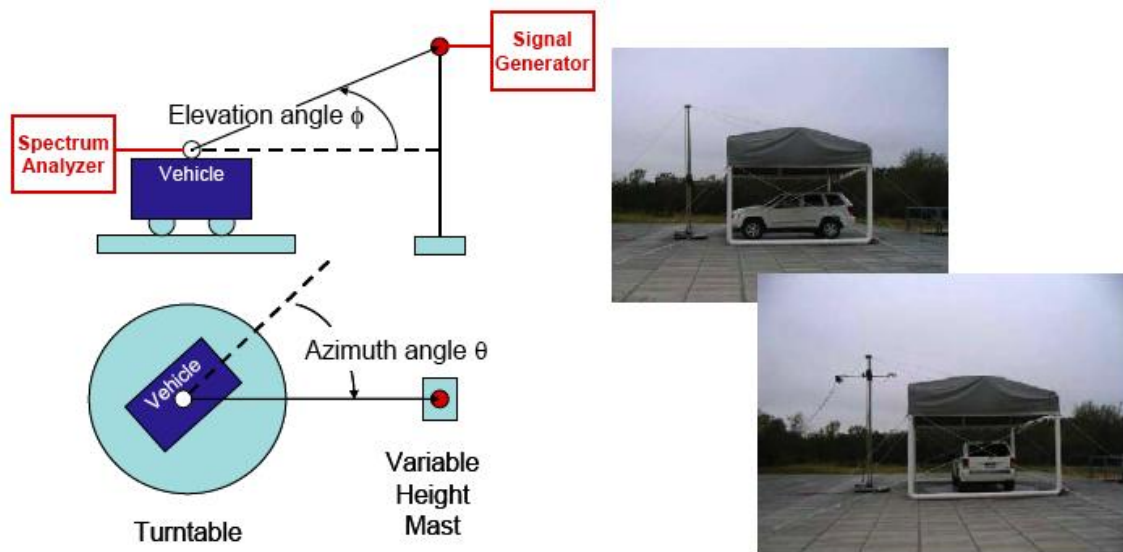 Signal
Generator
Elevation angle ϕ
Spectrum
Analyzer
Vehicle
Azimuth angle θ
Vehicle
Variable
Height
Mast
Turntable